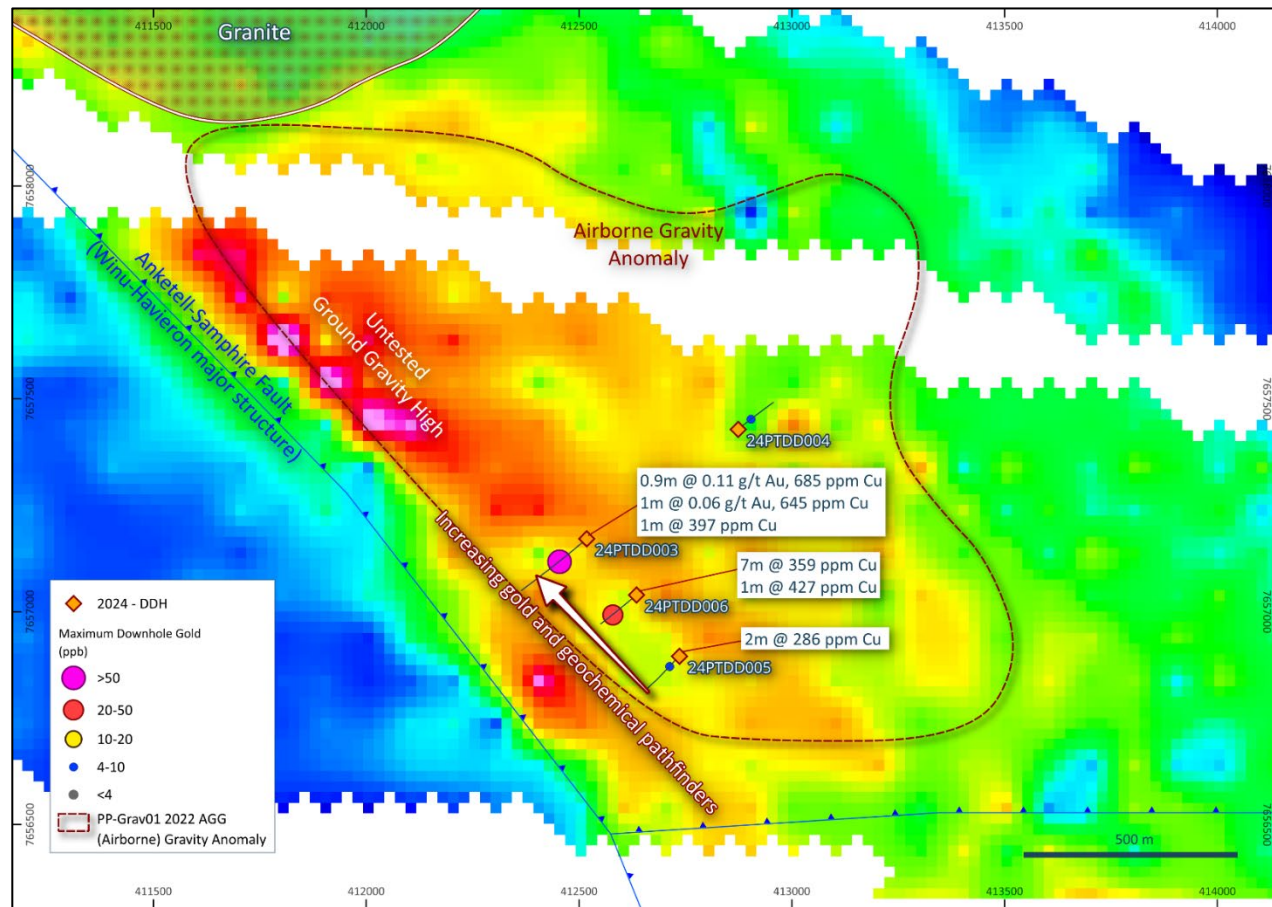 411500
412000
412500
413000
413500
414000
Granite
7658000
Airborne Gravity
Anomaly
Anketell-Samphire Fault
(Winu-Havieron major structure)
Untested
Ground Gravity High
7657500
7657500
24PTDD004
0.9m @ 0.11 g/t Au, 685 ppm Cu
1m @ 0.06 g/t Au, 645 ppm Cu
1m @ 397 ppm Cu
24PTDD003
7m @ 359 ppm Cu
1m @ 427 ppm Cu
24PTDD006
2m @ 286 ppm Cu
24PTDD005
Increasing gold and geochemical pathfinders
7657000
7657000
2024 - DDH
Maximum Downhole Gold
(ppb)
>50
20-50
10-20
4-10
<4
PP-Grav01 2022 AGG
(Airborne) Gravity Anomaly
7656500
7656500
500 m
411500
412000
412500
413000
413500
414000